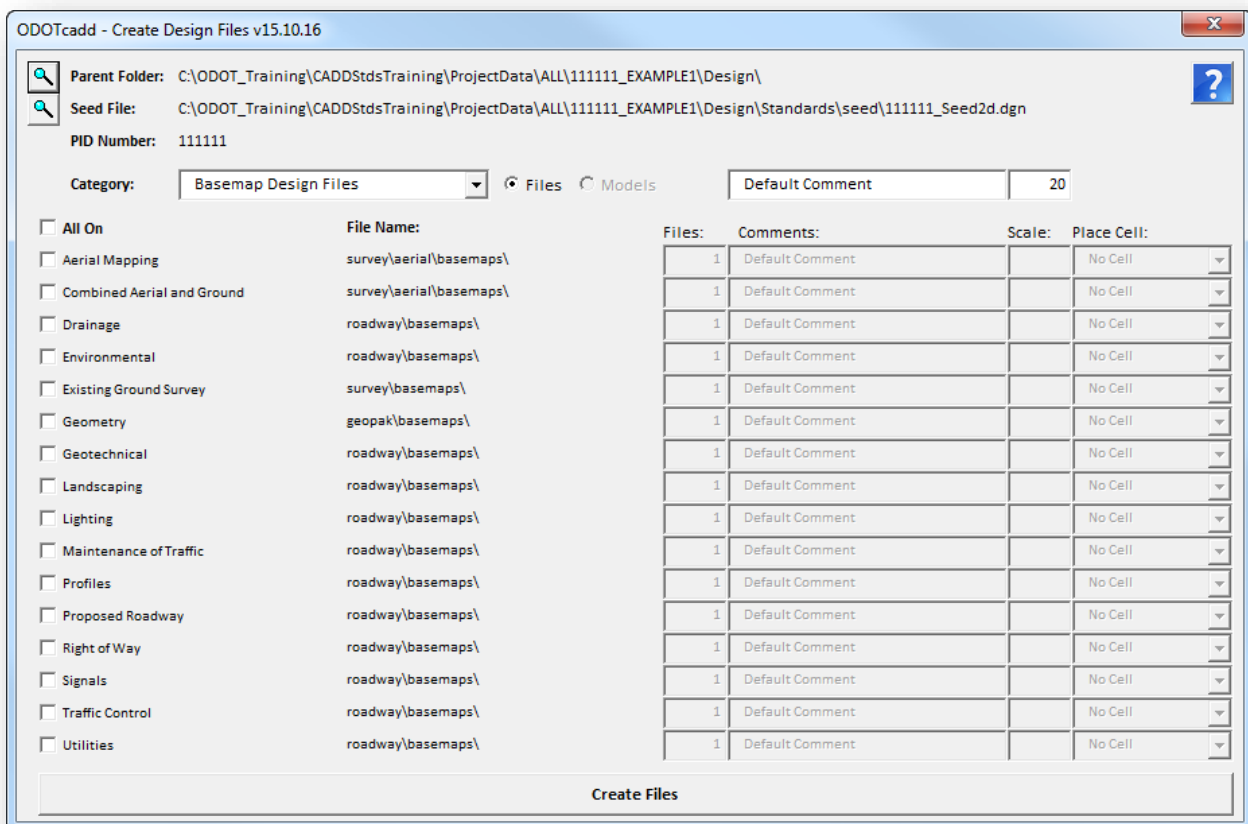 ODOTcadd - Create Design Files v15.10.16
Parent Folder: C:\ODOT_Training\CADDStdsTraining\ProjectData\ALL\111111_EXAMPLE1\Design\
Seed File: C:\ODOT_Training\CADDStdsTraining\ProjectData\ALL\111111_EXAMPLE1\Design\Standards\seed\111111_Seed2d.dgn
?
PID Number: 111111
Category: Basemap Design Files Files Models Default Comment 20
All On File Name: Files: Comments: Scale: Place Cell:
Aerial Mapping survey\aerial\basemaps\ 1 Default Comment No Cell
Combined Aerial and Ground survey\aerial\basemaps\ 1 Default Comment No Cell
Drainage roadway\basemaps\ 1 Default Comment No Cell
Environmental roadway\basemaps\ 1 Default Comment No Cell
Existing Ground Survey survey\basemaps\ 1 Default Comment No Cell
Geometry geopak\basemaps\ 1 Default Comment No Cell
Geotechnical roadway\basemaps\ 1 Default Comment No Cell
Landscaping roadway\basemaps\ 1 Default Comment No Cell
Lighting roadway\basemaps\ 1 Default Comment No Cell
Maintenance of Traffic roadway\basemaps\ 1 Default Comment No Cell
Profiles roadway\basemaps\ 1 Default Comment No Cell
Proposed Roadway roadway\basemaps\ 1 Default Comment No Cell
Right of Way roadway\basemaps\ 1 Default Comment No Cell
Signals roadway\basemaps\ 1 Default Comment No Cell
Traffic Control roadway\basemaps\ 1 Default Comment No Cell
Utilities roadway\basemaps\ 1 Default Comment No Cell
Create Files